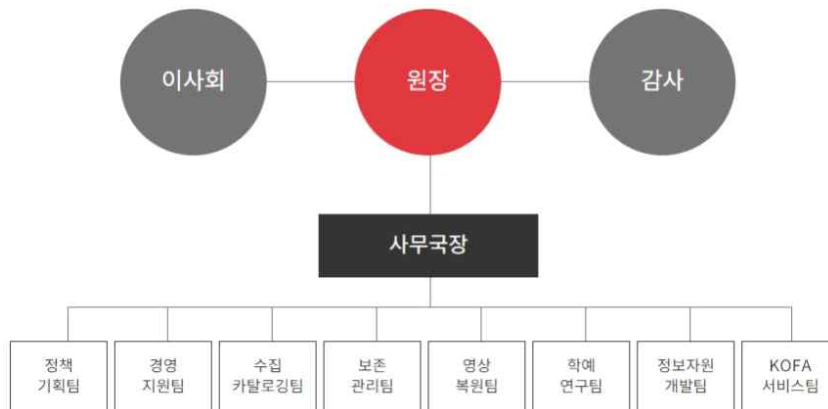 이사회
원장
감사
사무국장
정책
기획팀
경영
지원팀
수집
카탈로깅팀
보존
관리팀
영상
복원팀
학예
연구팀
정보자원
개발팀
KOFA
서비스팀